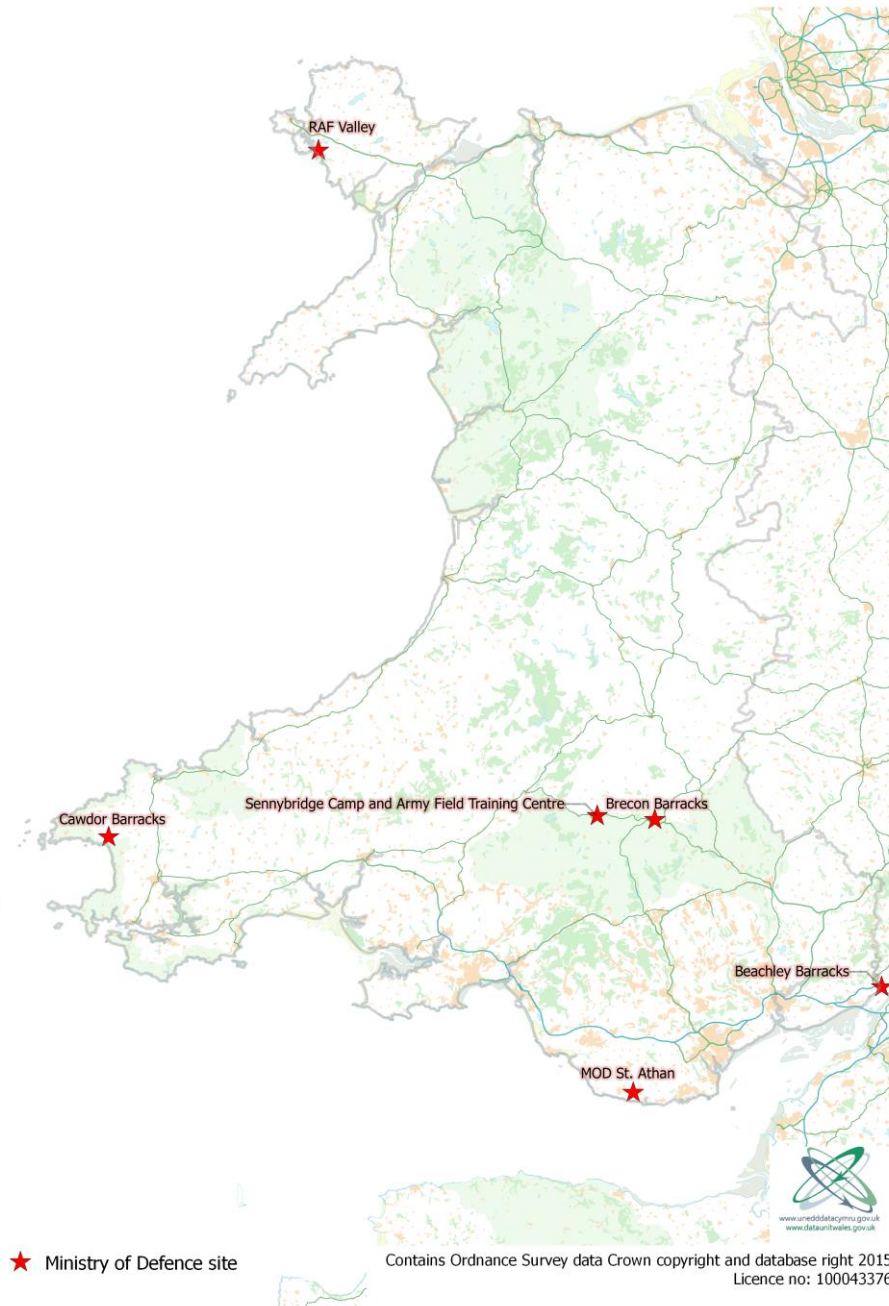 RAF Valley
Sennybridge Camp and Army Field Training Centre
Brecon Barracks
Cawdor Barracks
Beachley Barracks
MOD St. Athan
www.unedddatacymru.gov.uk
www.dataunitwales.gov.uk
Ministry of Defence site
Contains Ordnance Survey data Crown copyright and database right 2015
Licence no: 100043376